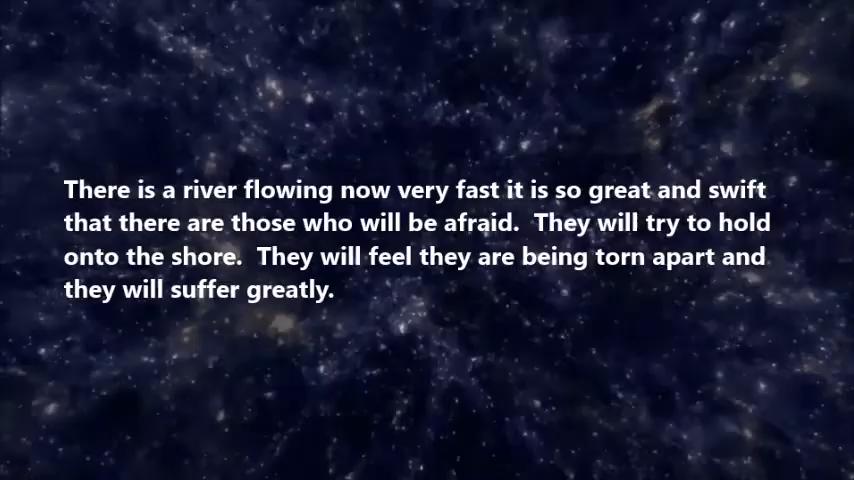 There is a river flowing now very fast it is so great and swift
that there are those who will be afraid.  They will try to hold
onto the shore.  They will feel they are being torn apart and
they will suffer greatly.